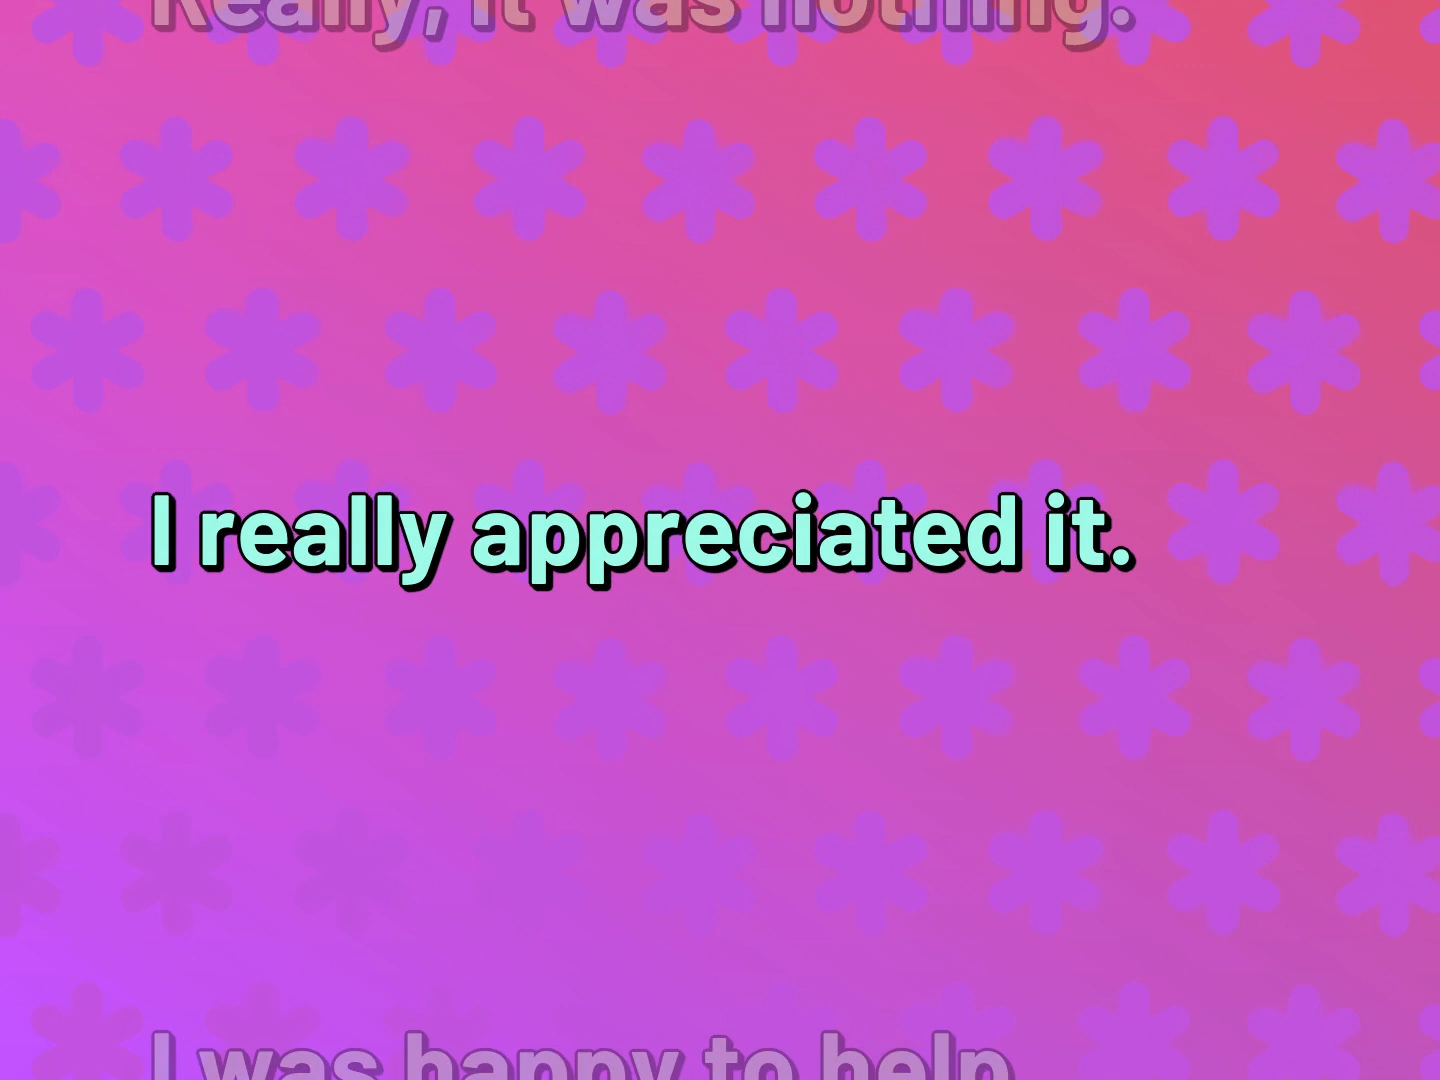 Really, it was nothing.
I really appreciated it.
I was happy to help